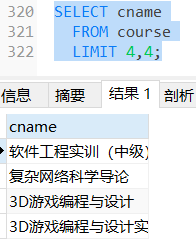 320 SELECT cname
321 FROM course
322 LIMIT 4,4;
信息 摘要 结果 1 剖析
cname
软件工程实训（中级）
复杂网络科学导论
3D游戏编程与设计
3D游戏编程与设计实